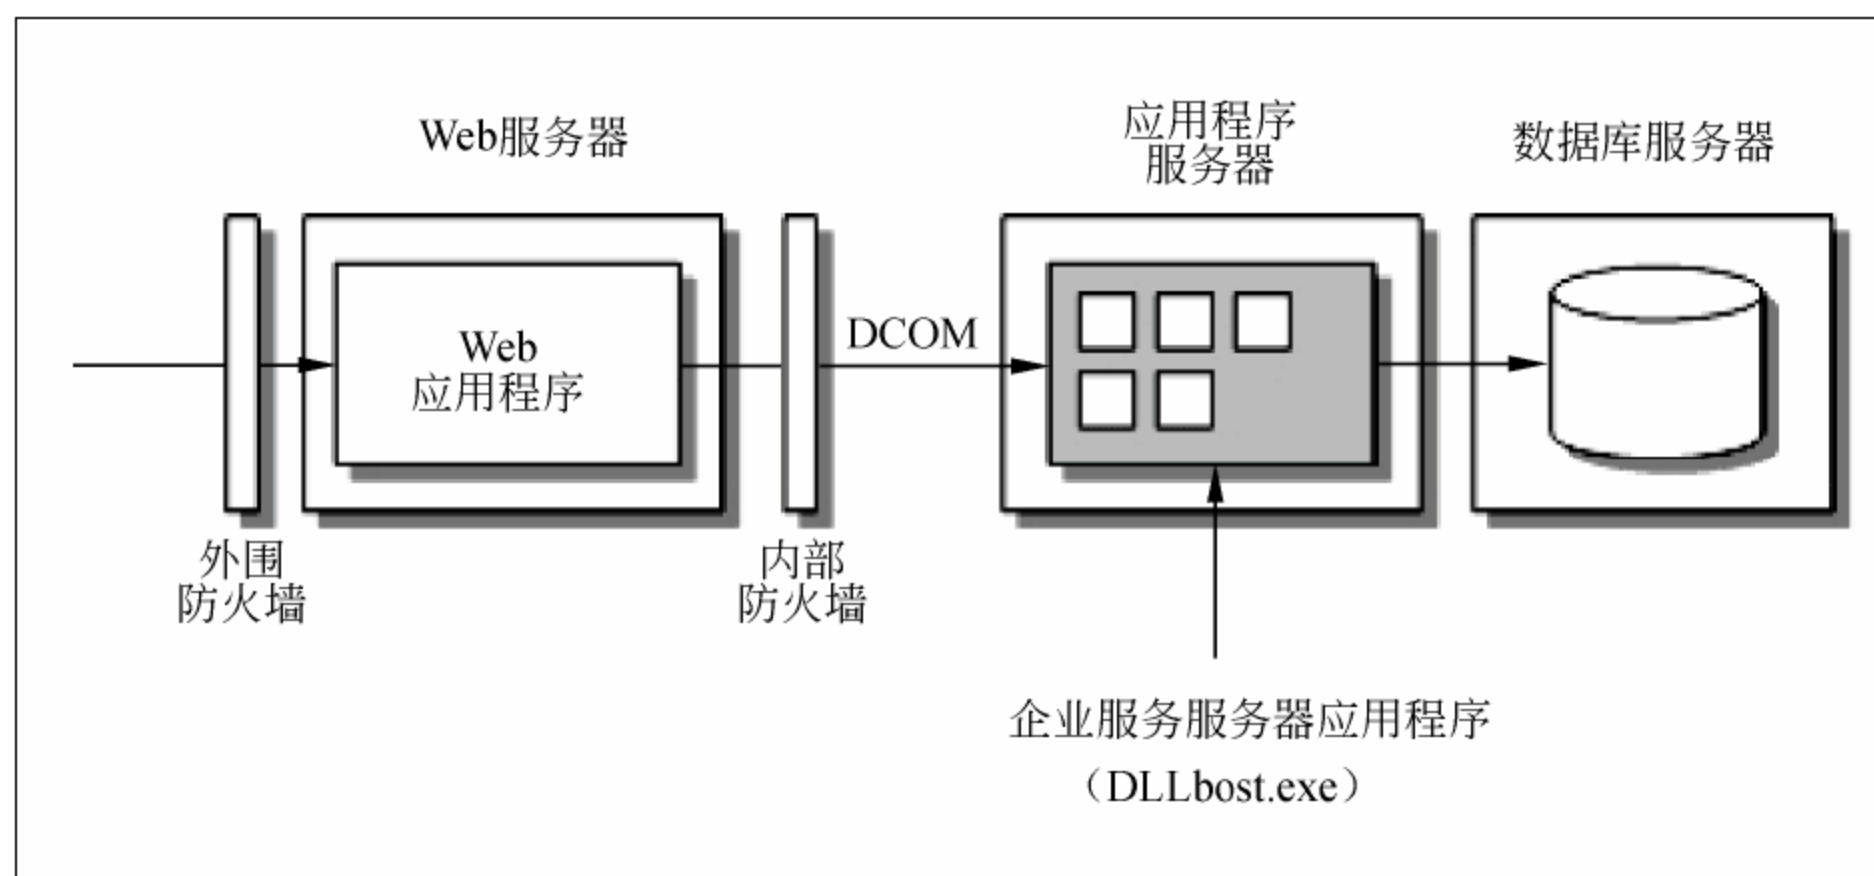 Web服务器
应用程序
服务器
数据库服务器
Web
应用程序
DCOM
外围
防火墙
内部
防火墙
企业服务服务器应用程序
（DLLbost.exe）